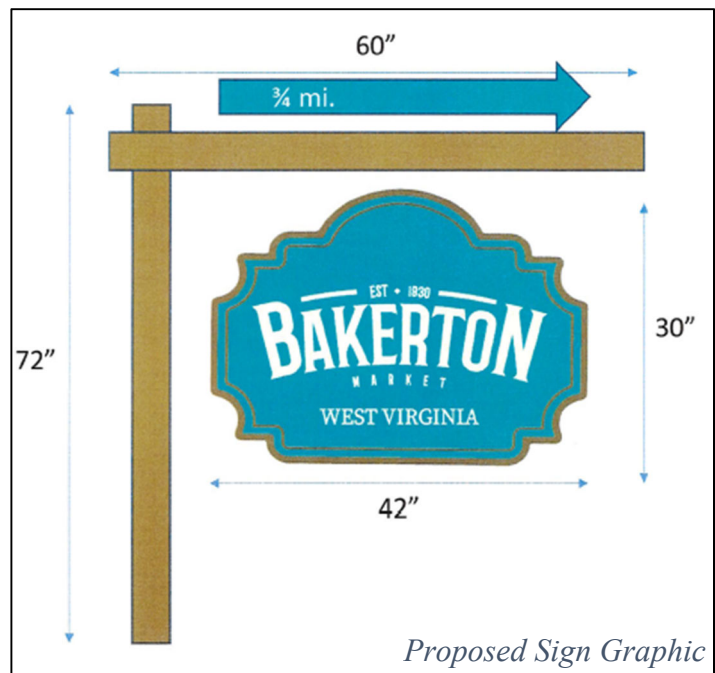 60”
¾ mi.
72”
EST + 1830
BAKERTON
MARKET
WEST VIRGINIA
30”
42”
Proposed Sign Graphic